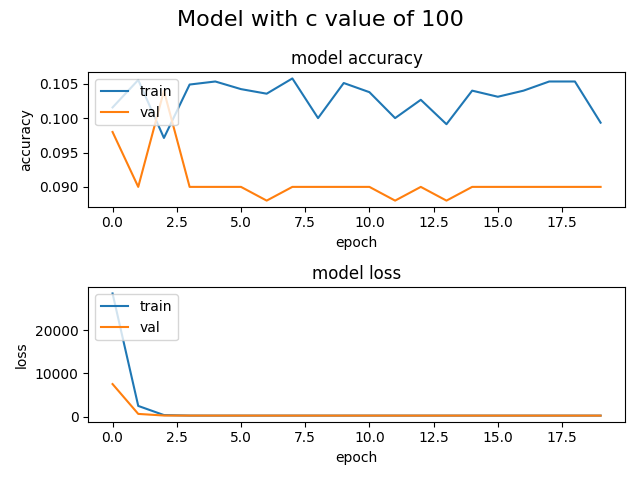 Model with c value of 100
model accuracy
0.105
0.100
0.095
0.090
accuracy
train
val
0.0 2.5 5.0 7.5 10.0 12.5 15.0 17.5
epoch
model loss
20000
10000
0
loss
train
val
0.0 2.5 5.0 7.5 10.0 12.5 15.0 17.5
epoch